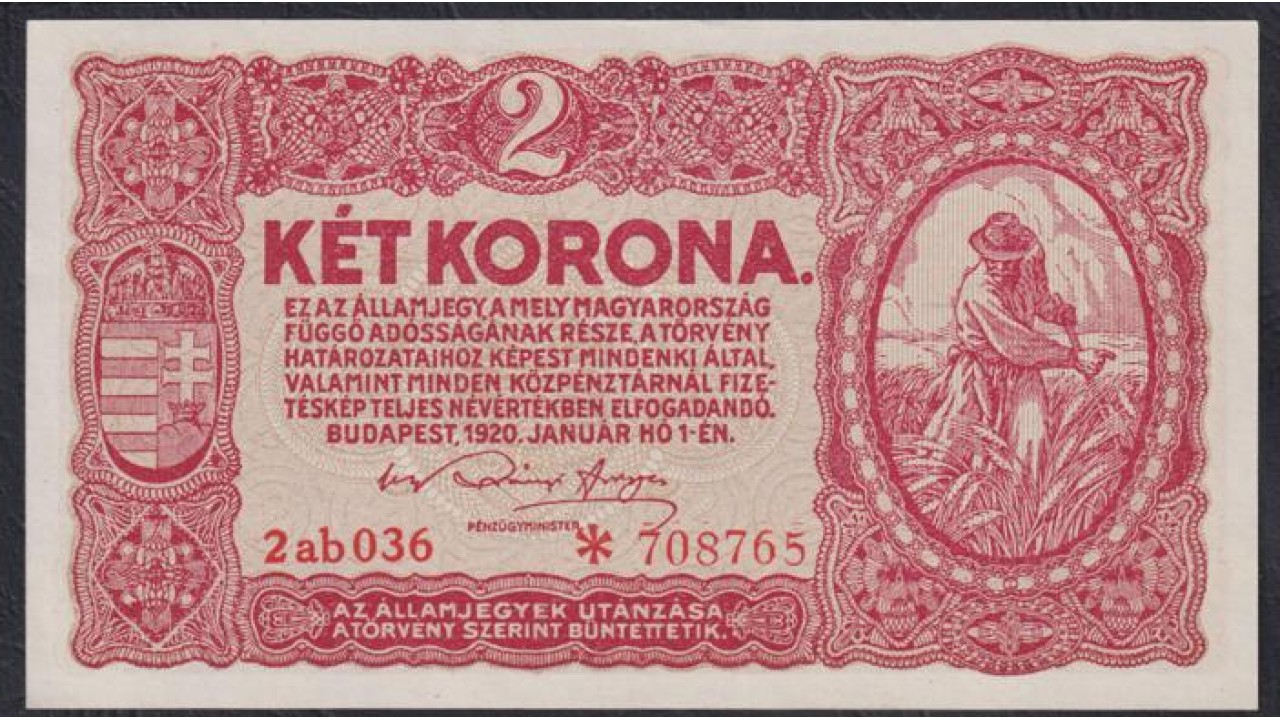 2
KÉT KORONA.
EZ AZ ÁLLAMJEGY, A MELY MAGYARORSZÁG
FÜGGŐ ADÓSSÁGÁNAK RÉSZE, A TÖRVÉNY
HATÁROZATAIHOZ KÉPEST MINDENKI ÁLTAL,
VALAMINT MINDEN KÖZPÉNZTÁRNÁL FIZE-
TÉSKÉP TELJES NÉVÉRTÉKBEN ELFOGADANDÓ.
BUDAPEST, 1920. JANUÁR HÓ 1-ÉN.
PÉNZÜGYMINISTER
2ab036 * 708765
AZ ÁLLAMJEGYEK UTÁNZÁSA
A TÖRVÉNY SZERINT BÜNTETTETIK.